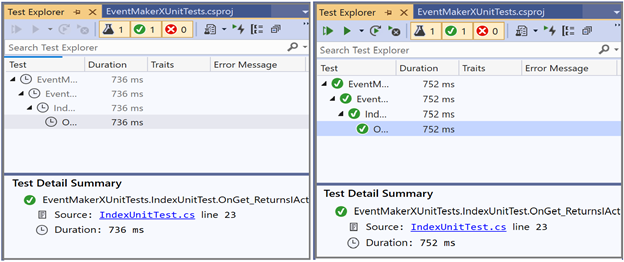 Test Explorer
EventMakerXUnitTests.csproj
1 1 0
Search Test Explorer
Test Duration Traits Error Message
EventM... 736 ms
Event... 736 ms
Ind... 736 ms
O... 736 ms
Test Detail Summary
EventMakerXUnitTests.IndexUnitTest.OnGet_ReturnsIAct
Source: IndexUnitTest.cs line 23
Duration: 736 ms
Test Explorer
EventMakerXUnitTests.csproj
1 1 0
Search Test Explorer
Test Duration Traits Error Message
EventM... 752 ms
Event... 752 ms
Ind... 752 ms
O... 752 ms
Test Detail Summary
EventMakerXUnitTests.IndexUnitTest.OnGet_ReturnsIAct
Source: IndexUnitTest.cs line 23
Duration: 752 ms